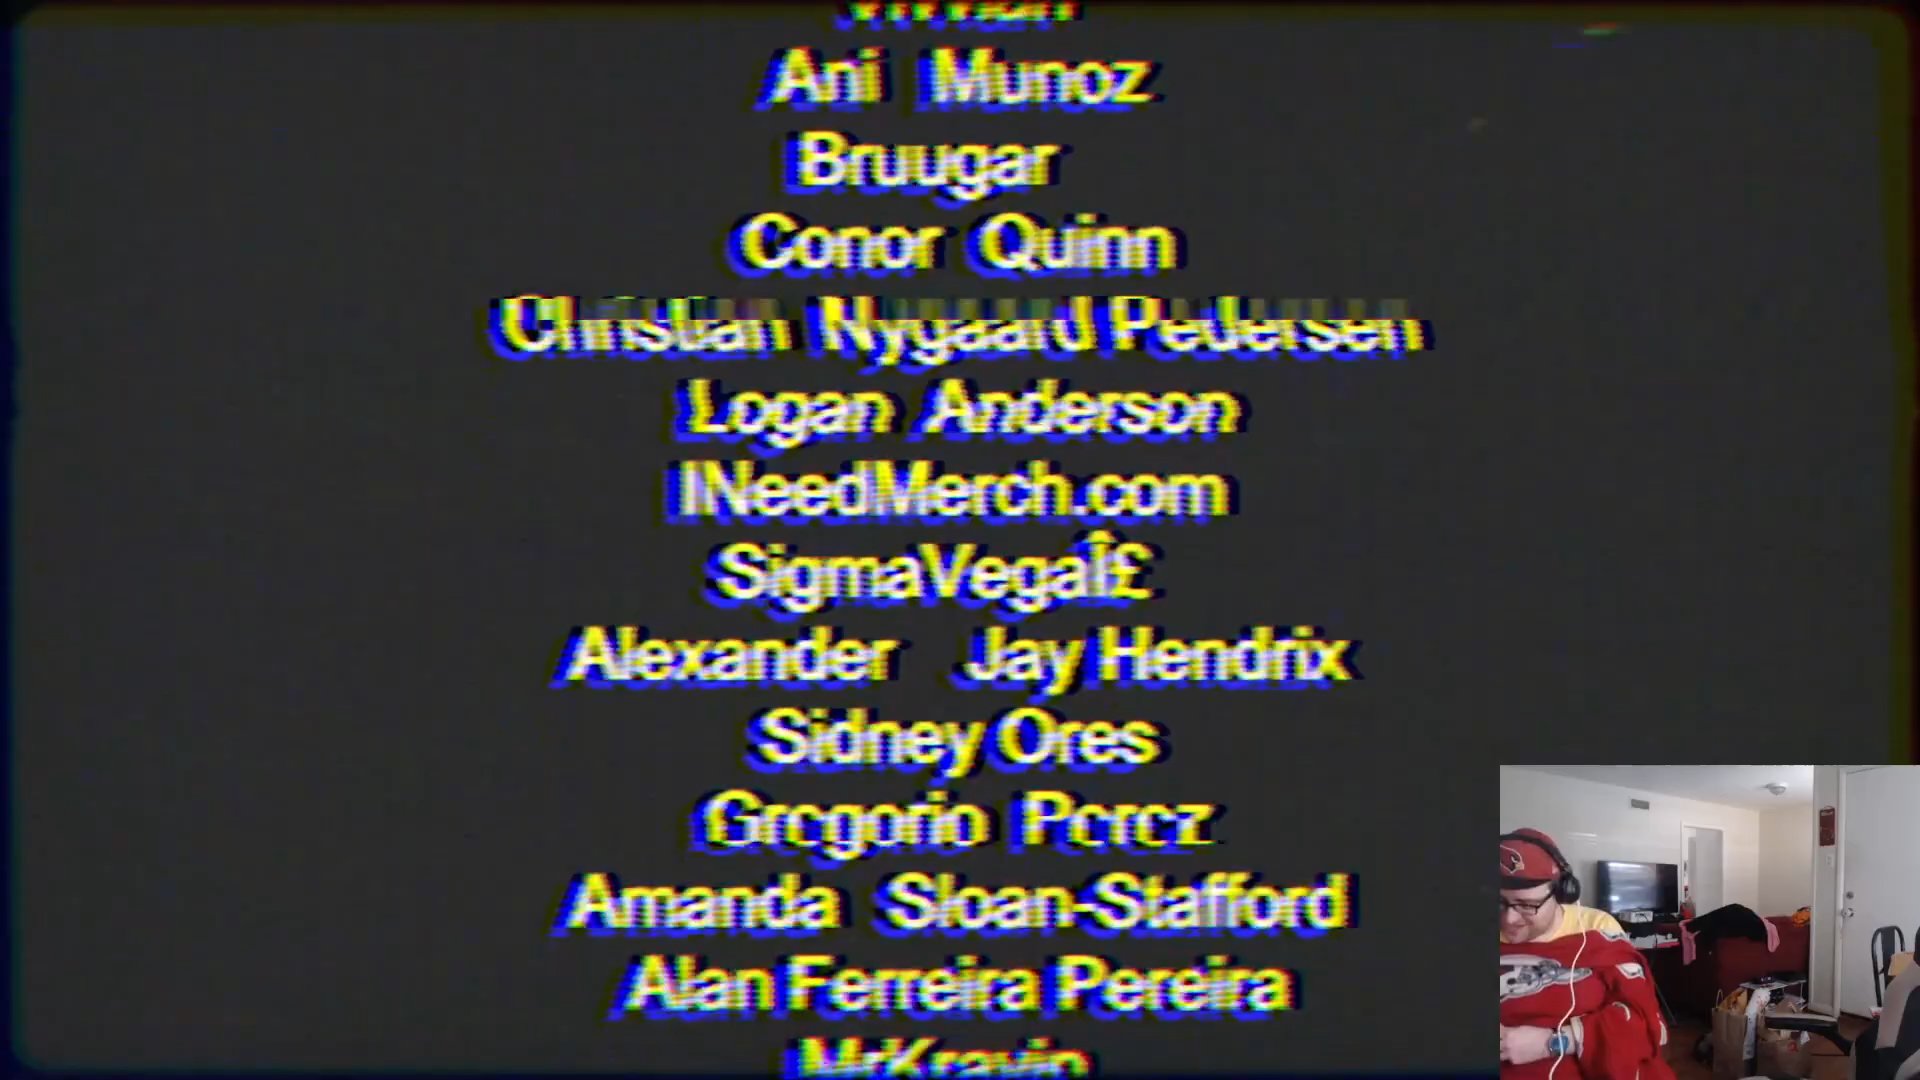 Ani Munoz
Bruugar
Conor Quinn
Christian Nygaard Pedersen
Logan Anderson
INeedMerch.com
SigmaVegaÎ£
Alexander Jay Hendrix
Sidney Ores
Gregorio Perez
Amanda Sloan-Stafford
Alan Ferreira Pereira